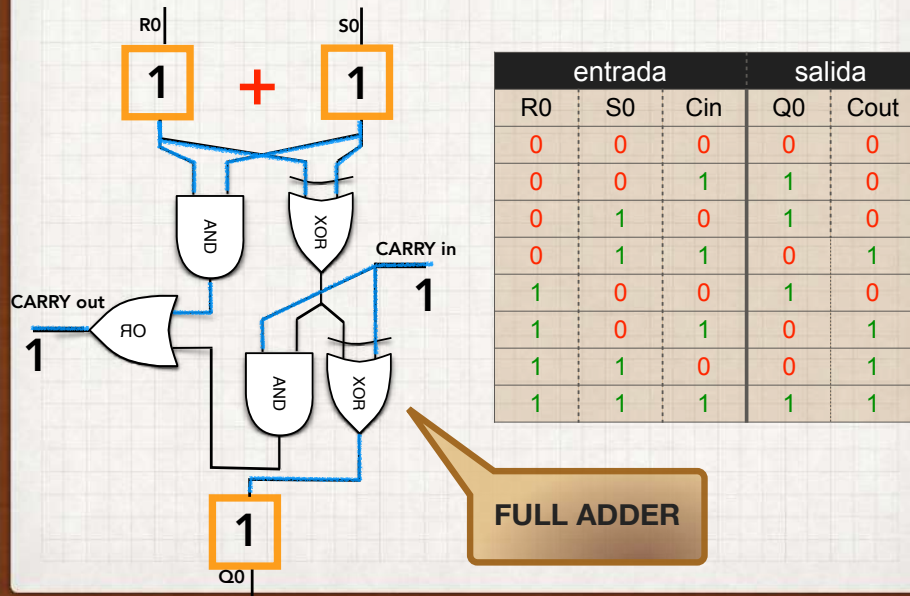 R0
S0
1 + 1
AND
XOR
CARRY in
1
CARRY out
1
OR
AND
XOR
1
Q0
FULL ADDER
entrada salida
R0 S0 Cin Q0 Cout
0 0 0 0 0
0 0 1 1 0
0 1 0 1 0
0 1 1 0 1
1 0 0 1 0
1 0 1 0 1
1 1 0 0 1
1 1 1 1 1